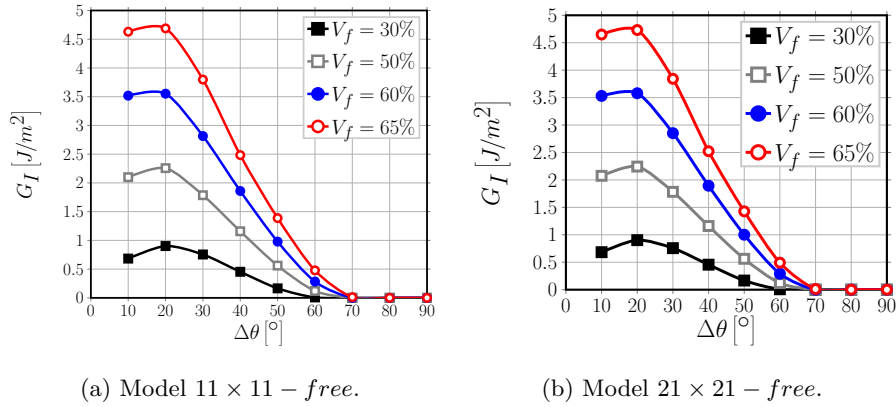 5
4.5
4
3.5
3
2.5
2
1.5
1
0.5
0
G_I [J/m²]
V_f = 30%
V_f = 50%
V_f = 60%
V_f = 65%
0 10 20 30 40 50 60 70 80 90
Δθ [°]
(a) Model 11 × 11 − free.
5
4.5
4
3.5
3
2.5
2
1.5
1
0.5
0
G_I [J/m²]
V_f = 30%
V_f = 50%
V_f = 60%
V_f = 65%
0 10 20 30 40 50 60 70 80 90
Δθ [°]
(b) Model 21 × 21 − free.